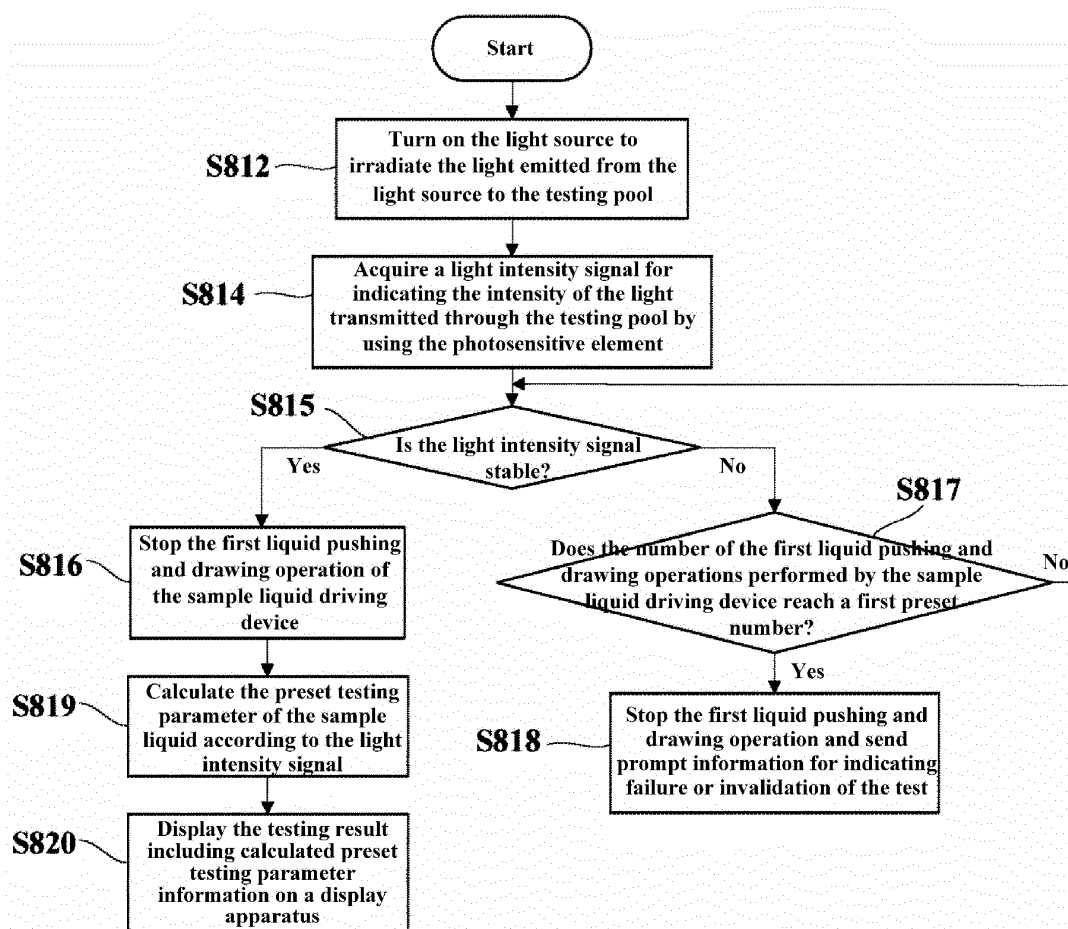 Start
S812
Turn on the light source to
irradiate the light emitted from the
light source to the testing pool
S814
Acquire a light intensity signal for
indicating the intensity of the light
transmitted through the testing pool by
using the photosensitive element
S815
Is the light intensity signal
stable?
Yes
No
S816
Stop the first liquid pushing
and drawing operation of
the sample liquid driving
device
S817
Does the number of the first liquid pushing and
drawing operations performed by the sample
liquid driving device reach a first preset
number?
No
Yes
S819
Calculate the preset testing
parameter of the sample
liquid according to the light
intensity signal
S818
Stop the first liquid pushing and
drawing operation and send
prompt information for indicating
failure or invalidation of the test
S820
Display the testing result
including calculated preset
testing parameter
information on a display
apparatus